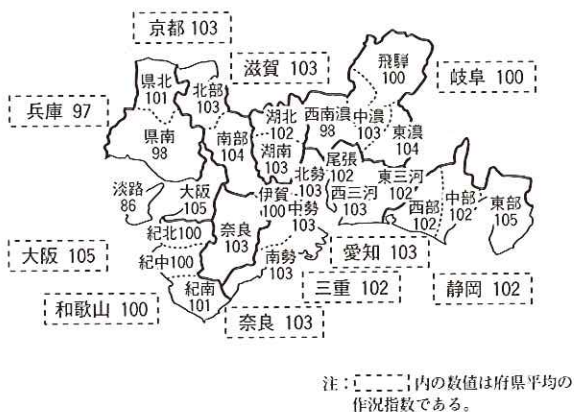 京都 103
滋賀 103
岐阜 100
兵庫 97
県北
101
北部
103
飛騨
100
県南
98
南部
104
湖北
102
湖南
103
西南濃
98
中濃
103
東濃
104
淡路
86
大阪
105
伊賀
100
北勢
103
中勢
103
南勢
103
尾張
102
西三河
103
東三河
102
西部
102
中部
102
東部
105
奈良
103
紀北100
紀中100
紀南
101
大阪 105
和歌山 100
奈良 103
三重 102
愛知 103
静岡 102
注：内の数値は府県平均の
作況指数である。